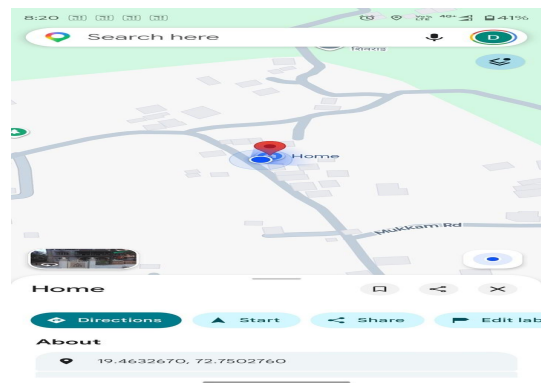 8:20
41%
Search here
D
सिवराइ
Home
Mukkam Rd
Home
Directions
Start
Share
Edit lab
About
19.4632670, 72.7502760